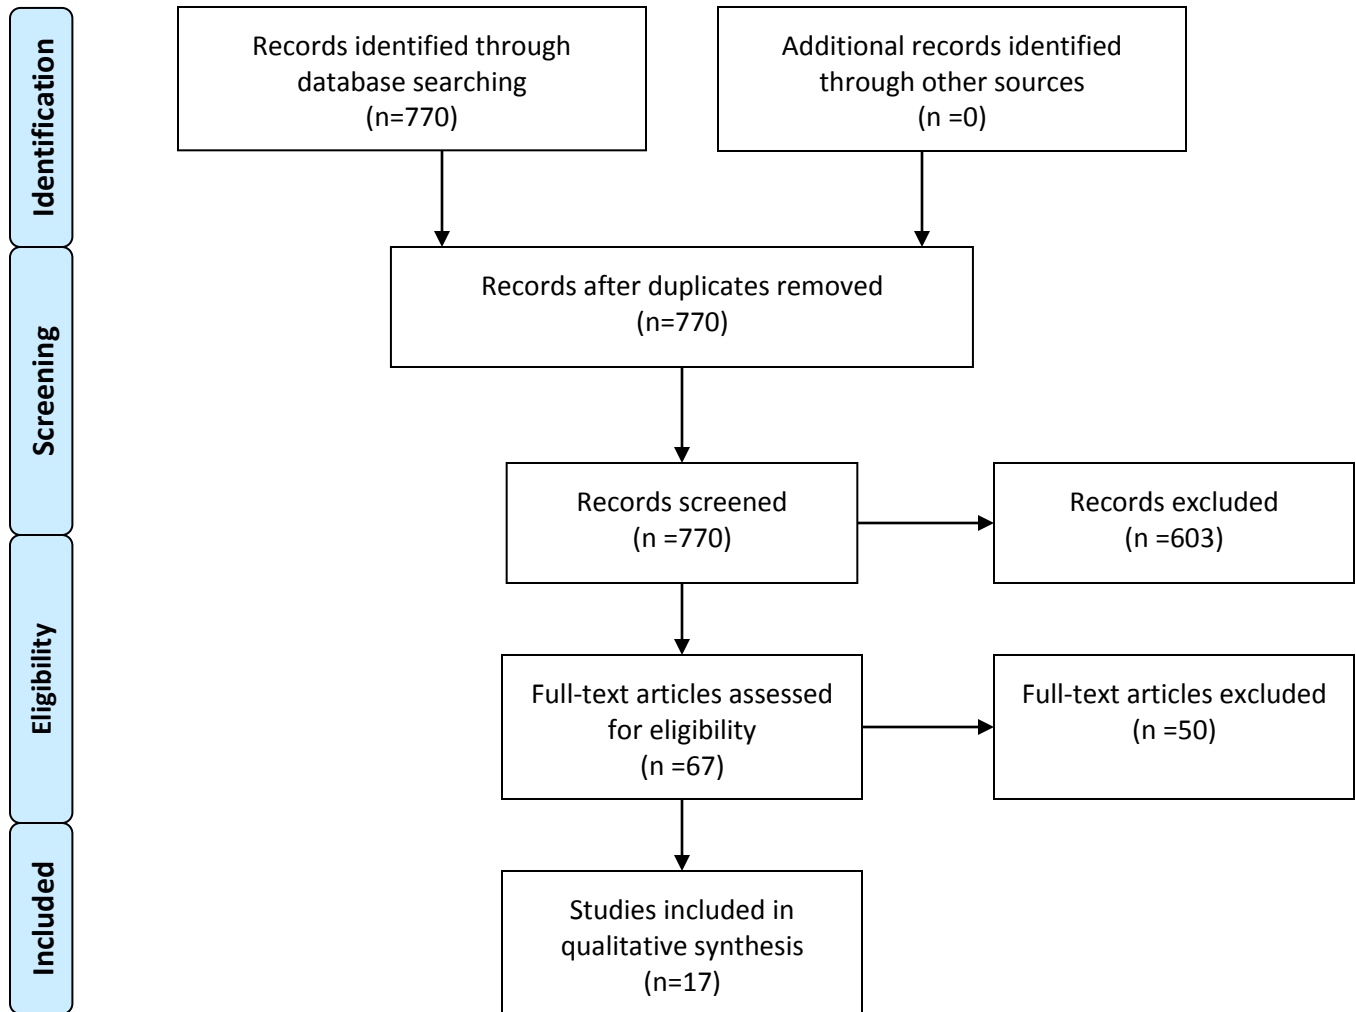 Identification
Records identified through
database searching
(n=770)
Additional records identified
through other sources
(n =0)
Screening
Records after duplicates removed
(n=770)
Records screened
(n =770)
Records excluded
(n =603)
Eligibility
Full-text articles assessed
for eligibility
(n =67)
Full-text articles excluded
(n =50)
Included
Studies included in
qualitative synthesis
(n=17)